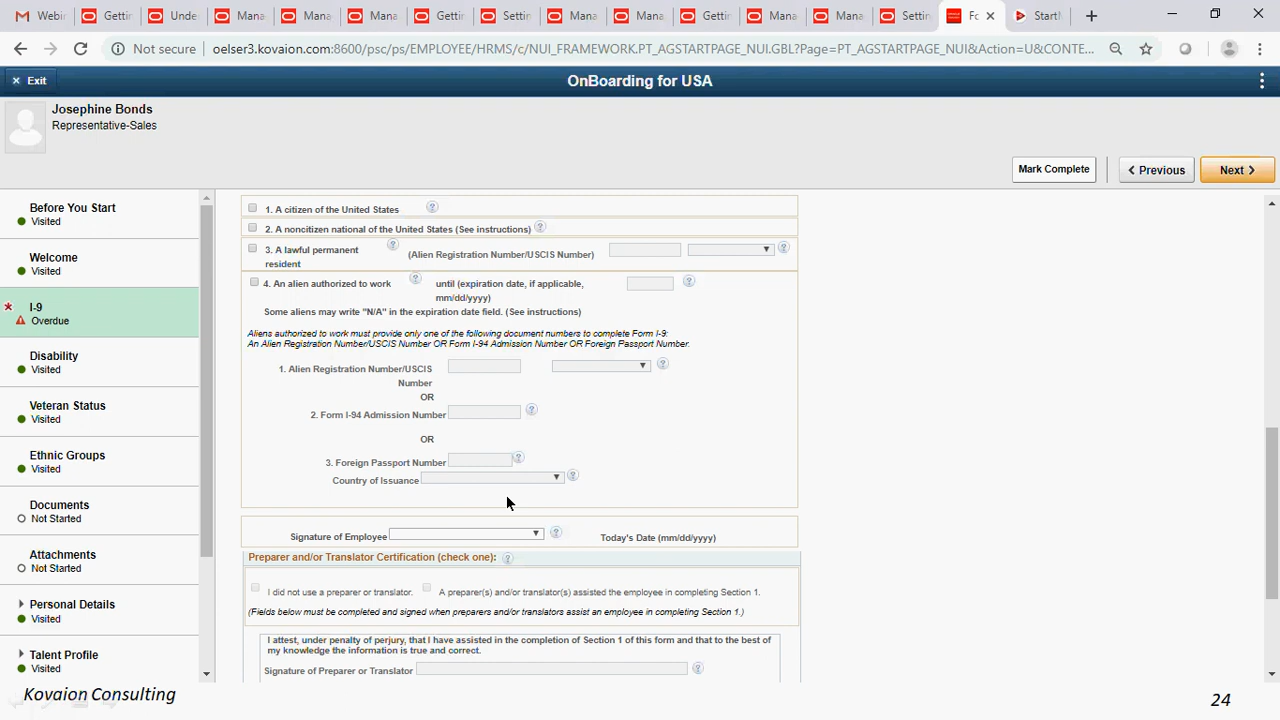 Webin
Gettin
Unde
Mana
Mana
Mana
Gettin
Settin
Mana
Mana
Gettin
Mana
Mana
Settin
Fo
StartN
Not secure
oelser3.kovaion.com:8600/psc/ps/EMPLOYEE/HRMS/c/NUI_FRAMEWORK.PT_AGSTARTPAGE_NUI.GBL?Page=PT_AGSTARTPAGE_NUI&Action=U&CONTE...
Exit
OnBoarding for USA
Josephine Bonds
Representative-Sales
Mark Complete
Previous
Next
Before You Start
Visited
Welcome
Visited
I-9
Overdue
Disability
Visited
Veteran Status
Visited
Ethnic Groups
Visited
Documents
Not Started
Attachments
Not Started
Personal Details
Visited
Talent Profile
Visited
1. A citizen of the United States
2. A noncitizen national of the United States (See instructions)
3. A lawful permanent
resident
(Alien Registration Number/USCIS Number)
4. An alien authorized to work
until (expiration date, if applicable,
mm/dd/yyyy)
Some aliens may write "N/A" in the expiration date field. (See instructions)
Aliens authorized to work must provide only one of the following document numbers to complete Form I-9:
An Alien Registration Number/USCIS Number OR Form I-94 Admission Number OR Foreign Passport Number.
1. Alien Registration Number/USCIS
Number
OR
2. Form I-94 Admission Number
OR
3. Foreign Passport Number
Country of Issuance
Signature of Employee
Today's Date (mm/dd/yyyy)
Preparer and/or Translator Certification (check one):
I did not use a preparer or translator.
A preparer(s) and/or translator(s) assisted the employee in completing Section 1.
(Fields below must be completed and signed when preparers and/or translators assist an employee in completing Section 1.)
I attest, under penalty of perjury, that I have assisted in the completion of Section 1 of this form and that to the best of
my knowledge the information is true and correct.
Signature of Preparer or Translator
Kovaion Consulting
24